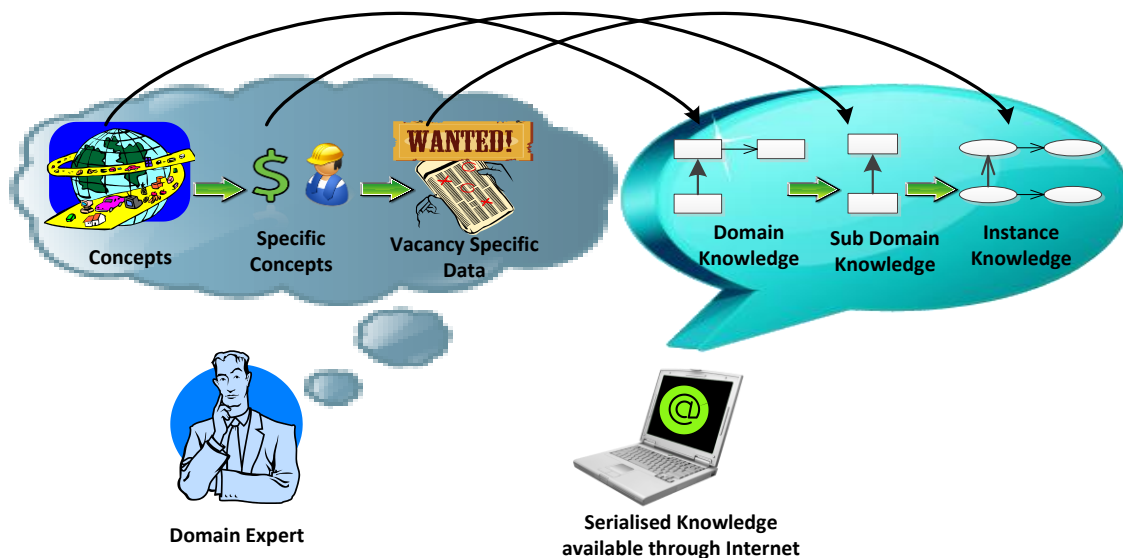 WANTED!
$
Concepts
Specific
Concepts
Vacancy Specific
Data
Domain
Knowledge
Sub Domain
Knowledge
Instance
Knowledge
@
Domain Expert
Serialised Knowledge
available through Internet